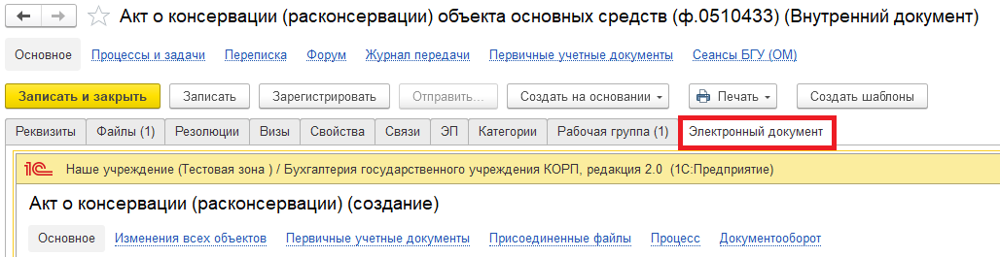 Акт о консервации (расконсервации) объекта основных средств (ф.0510433) (Внутренний документ)
Основное Процессы и задачи Переписка Форум Журнал передачи Первичные учетные документы Сеансы БГУ (ОМ)
Записать и закрыть Записать Зарегистрировать Отправить... Создать на основании Печать Создать шаблоны
Реквизиты Файлы (1) Резолюции Визы Свойства Связи ЭП Категории Рабочая группа (1) Электронный документ
1С Наше учреждение (Тестовая зона ) / Бухгалтерия государственного учреждения КОРП, редакция 2.0 (1С:Предприятие)
Акт о консервации (расконсервации) (создание)
Основное Изменения всех объектов Первичные учетные документы Присоединенные файлы Процесс Документооборот